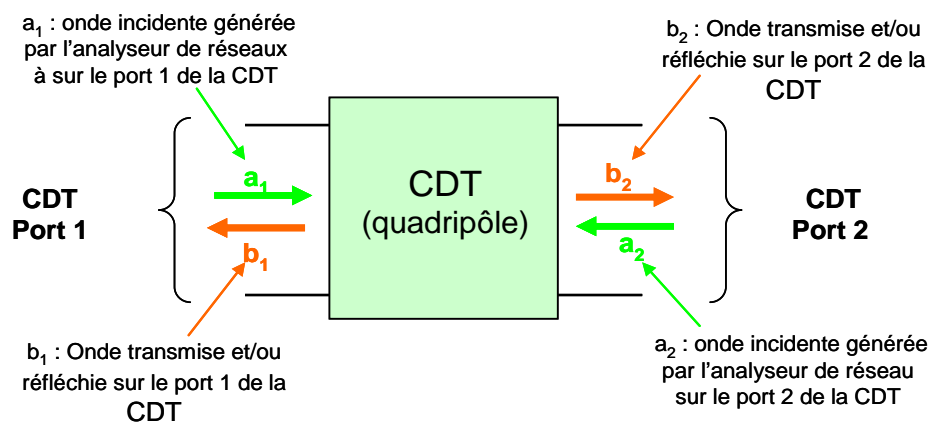 a₁ : onde incidente générée
par l’analyseur de réseaux
à sur le port 1 de la CDT
b₂ : Onde transmise et/ou
réfléchie sur le port 2 de la
CDT
CDT
Port 1
a₁
b₁
CDT
(quadripôle)
b₂
a₂
CDT
Port 2
b₁ : Onde transmise et/ou
réfléchie sur le port 1 de la
CDT
a₂ : onde incidente générée
par l’analyseur de réseau
sur le port 2 de la CDT